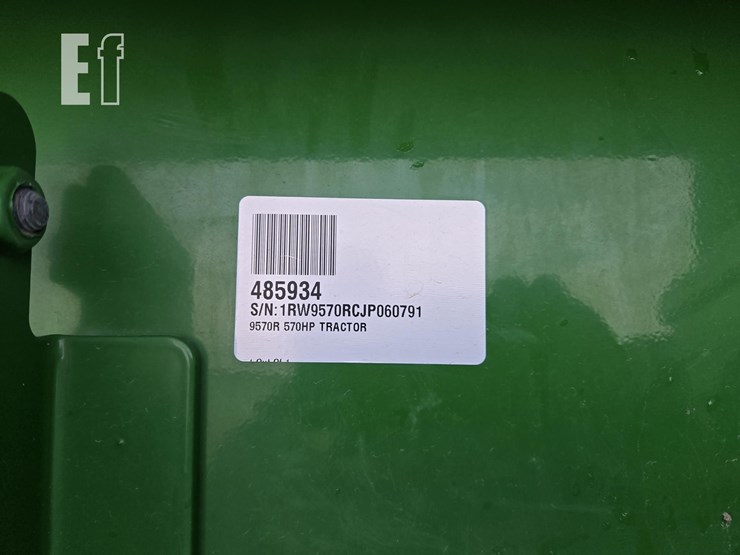 Ef
485934
S/N:1RW9570RCJP060791
9570R 570HP TRACTOR